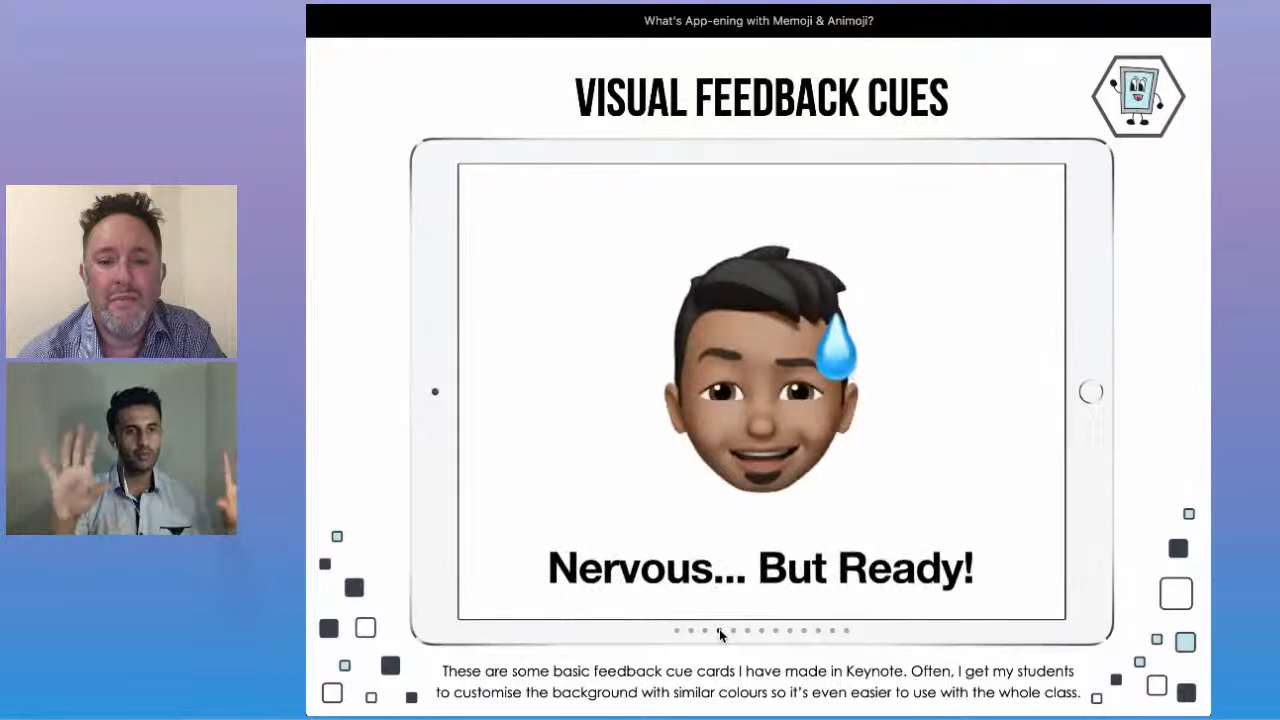 What's App-ening with Memoji & Animoji?
VISUAL FEEDBACK CUES
Nervous... But Ready!
These are some basic feedback cue cards I have made in Keynote. Often, I get my students
to customise the background with similar colours so it's even easier to use with the whole class.